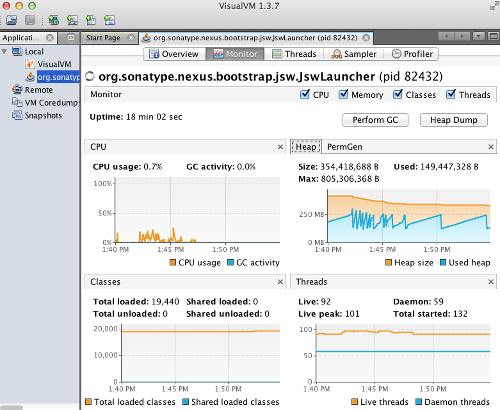 VisualVM 1.3.7
Applicati...
Start Page
org.sonatype.nexus.bootstrap.jsw.JswLauncher (pid 82432)
Local
VisualVM
org.sonatyp
Remote
VM Coredumps
Snapshots
Overview
Monitor
Threads
Sampler
Profiler
org.sonatype.nexus.bootstrap.jsw.JswLauncher (pid 82432)
Monitor
CPU
Memory
Classes
Threads
Uptime: 18 min 02 sec
Perform GC
Heap Dump
CPU
CPU usage: 0.7% GC activity: 0.0%
100%
50%
0%
1:40 PM 1:45 PM 1:50 PM
CPU usage GC activity
Heap PermGen
Size: 354,418,688 B Used: 149,447,328 B
Max: 805,306,368 B
250 MB
0 MB
1:40 PM 1:45 PM 1:50 PM
Heap size Used heap
Classes
Total loaded: 19,440 Shared loaded: 0
Total unloaded: 0 Shared unloaded: 0
20,000
10,000
0
1:40 PM 1:45 PM 1:50 PM
Total loaded classes Shared loaded classes
Threads
Live: 92 Daemon: 59
Live peak: 101 Total started: 132
100
50
0
1:40 PM 1:45 PM 1:50 PM
Live threads Daemon threads